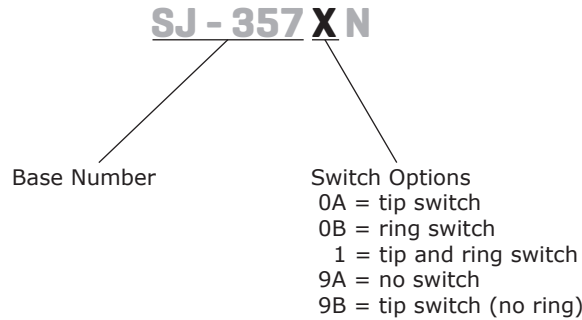 SJ - 357 X N
Base Number
Switch Options
0A = tip switch
0B = ring switch
1 = tip and ring switch
9A = no switch
9B = tip switch (no ring)